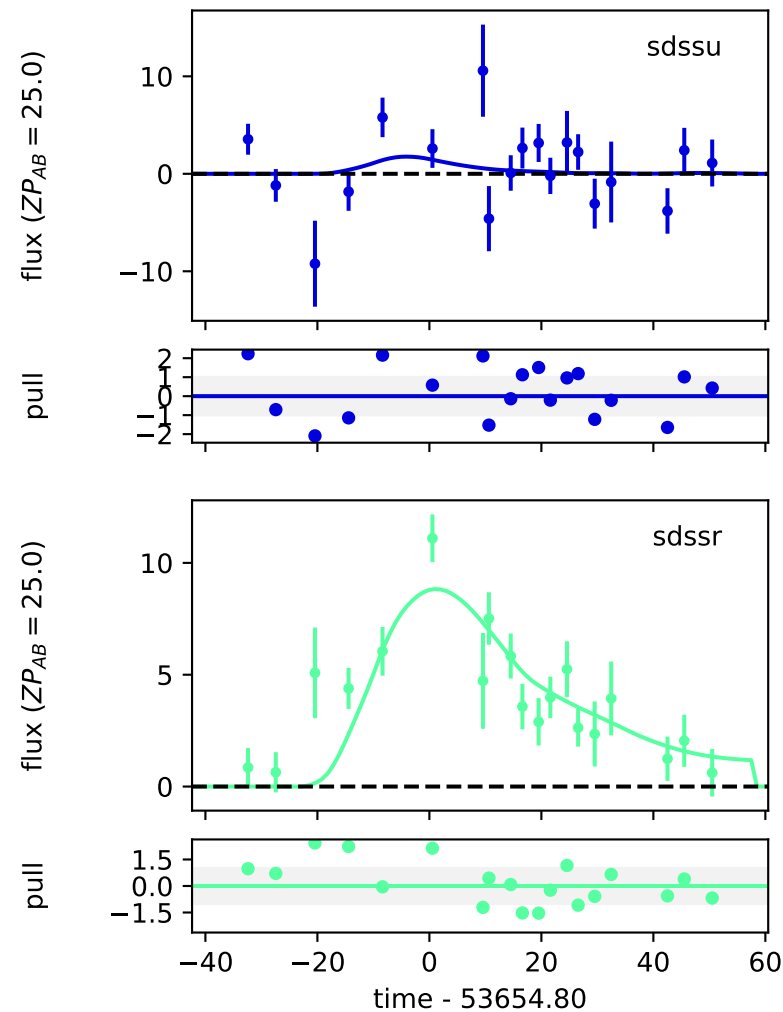 sdssu
flux (ZP_AB = 25.0)
10
0
−10
pull
2
1
0
−1
−2
sdssr
flux (ZP_AB = 25.0)
10
5
0
pull
1.5
0.0
−1.5
−40 −20 0 20 40 60
time - 53654.80